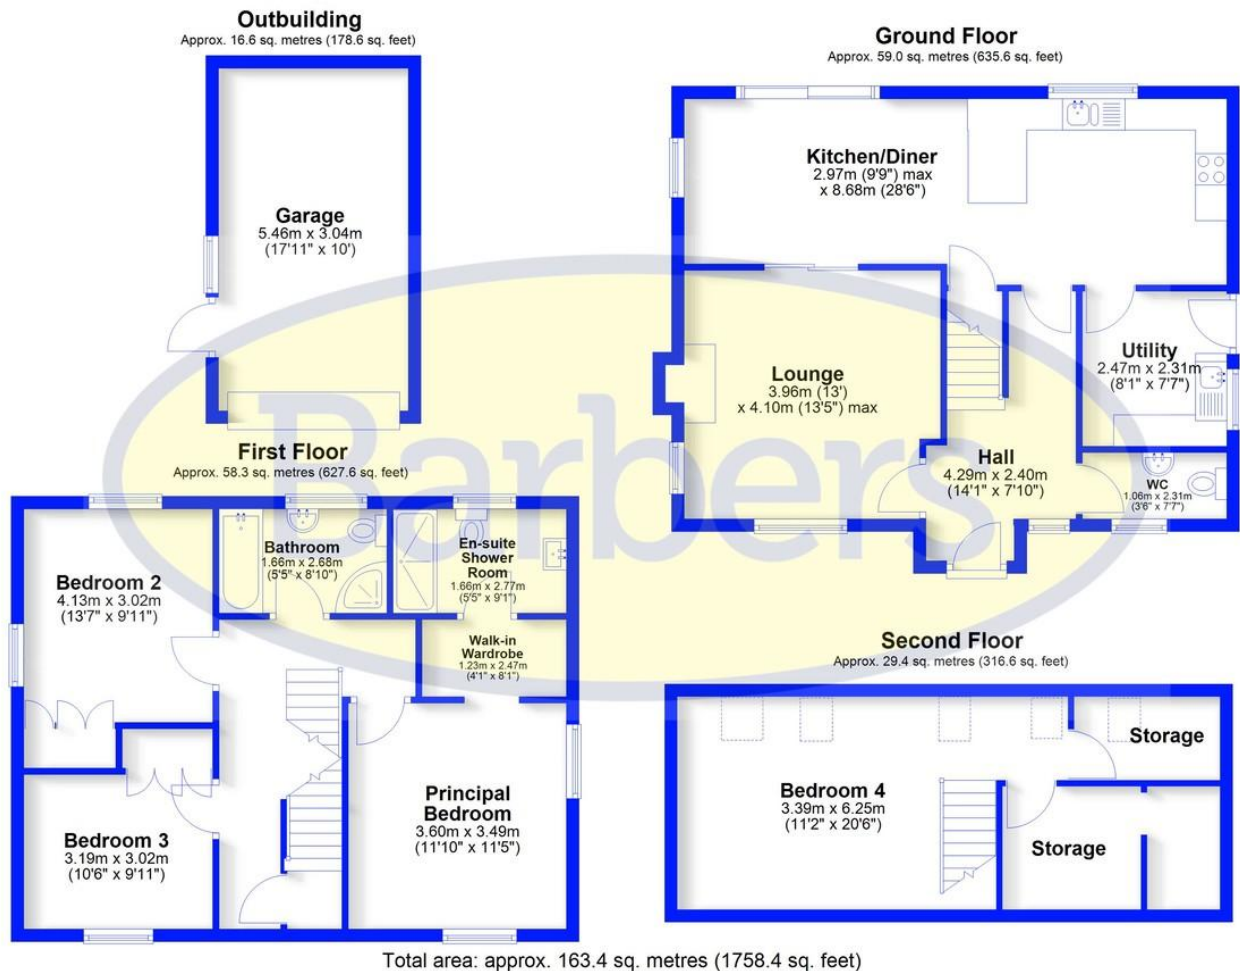 Outbuilding
Approx. 16.6 sq. metres (178.6 sq. feet)
Garage
5.46m x 3.04m
(17'11" x 10')
Ground Floor
Approx. 59.0 sq. metres (635.6 sq. feet)
Kitchen/Diner
2.97m (9'9") max
x 8.68m (28'6")
Lounge
3.96m (13')
x 4.10m (13'5") max
Utility
2.47m x 2.31m
(8'1" x 7'7")
Hall
4.29m x 2.40m
(14'1" x 7'10")
WC
1.06m x 2.31m
(3'6" x 7'7")
Barbers
First Floor
Approx. 58.3 sq. metres (627.6 sq. feet)
Bedroom 2
4.13m x 3.02m
(13'7" x 9'11")
Bathroom
1.66m x 2.68m
(5'5" x 8'10")
En-suite
Shower
Room
1.66m x 2.77m
(5'5" x 9'1")
Walk-in
Wardrobe
1.23m x 2.47m
(4'1" x 8'1")
Bedroom 3
3.19m x 3.02m
(10'6" x 9'11")
Principal
Bedroom
3.60m x 3.49m
(11'10" x 11'5")
Second Floor
Approx. 29.4 sq. metres (316.6 sq. feet)
Bedroom 4
3.39m x 6.25m
(11'2" x 20'6")
Storage
Storage
Total area: approx. 163.4 sq. metres (1758.4 sq. feet)